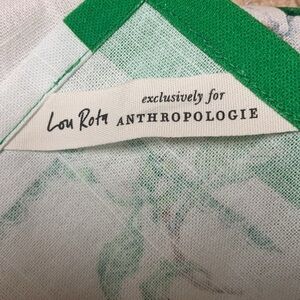 exclusively for
Lou Rota ANTHROPOLOGIE